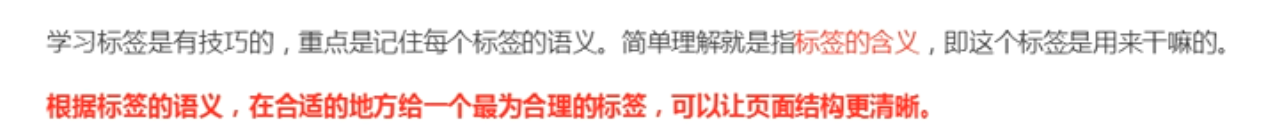 学习标签是有技巧的，重点是记住每个标签的语义。简单理解就是指标签的含义，即这个标签是用来干嘛的。
根据标签的语义，在合适的地方给一个最为合理的标签，可以让页面结构更清晰。